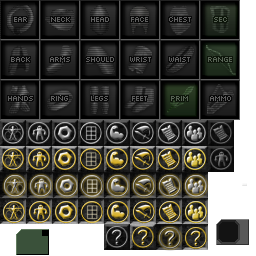 EAR NECK HEAD FACE CHEST SEC
BACK ARMS SHOULD WRIST WAIST RANGE
HANDS RING LEGS FEET PRIM AMMO
? ? ? ?